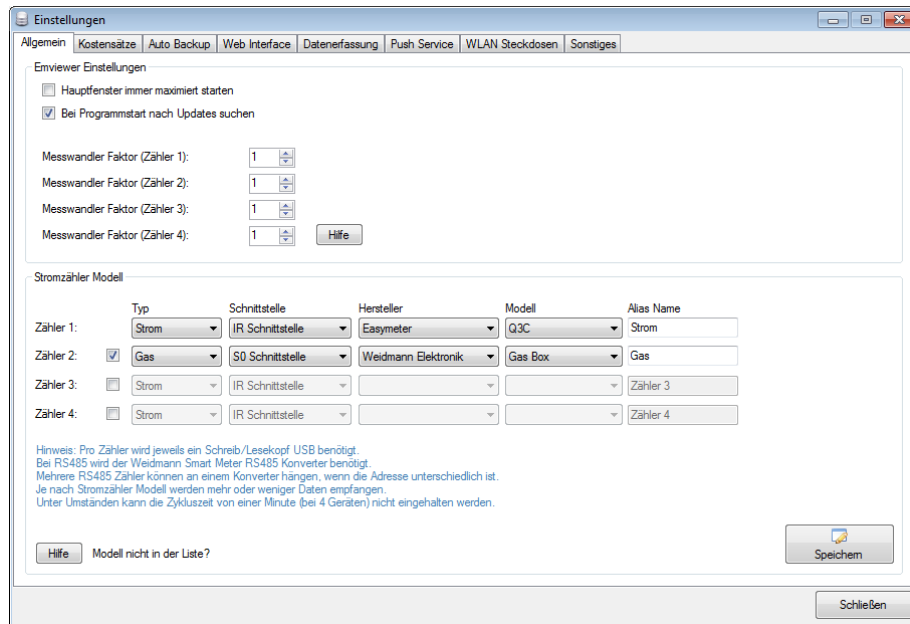 Einstellungen
Allgemein Kostensätze Auto Backup Web Interface Datenerfassung Push Service WLAN Steckdosen Sonstiges
Emviewer Einstellungen
Hauptfenster immer maximiert starten
Bei Programmstart nach Updates suchen
Messwandler Faktor (Zähler 1): 1
Messwandler Faktor (Zähler 2): 1
Messwandler Faktor (Zähler 3): 1
Messwandler Faktor (Zähler 4): 1 Hilfe
Stromzähler Modell
Typ Schnittstelle Hersteller Modell Alias Name
Zähler 1: Strom IR Schnittstelle Easymeter Q3C Strom
Zähler 2: Gas S0 Schnittstelle Weidmann Elektronik Gas Box Gas
Zähler 3: Strom IR Schnittstelle Zähler 3
Zähler 4: Strom IR Schnittstelle Zähler 4
Hinweis: Pro Zähler wird jeweils ein Schreib/Lesekopf USB benötigt.
Bei RS485 wird der Weidmann Smart Meter RS485 Konverter benötigt.
Mehrere RS485 Zähler können an einem Konverter hängen, wenn die Adresse unterschiedlich ist.
Je nach Stromzähler Modell werden mehr oder weniger Daten empfangen.
Unter Umständen kann die Zykluszeit von einer Minute (bei 4 Geräten) nicht eingehalten werden.
Hilfe Modell nicht in der Liste? Speichern
Schließen